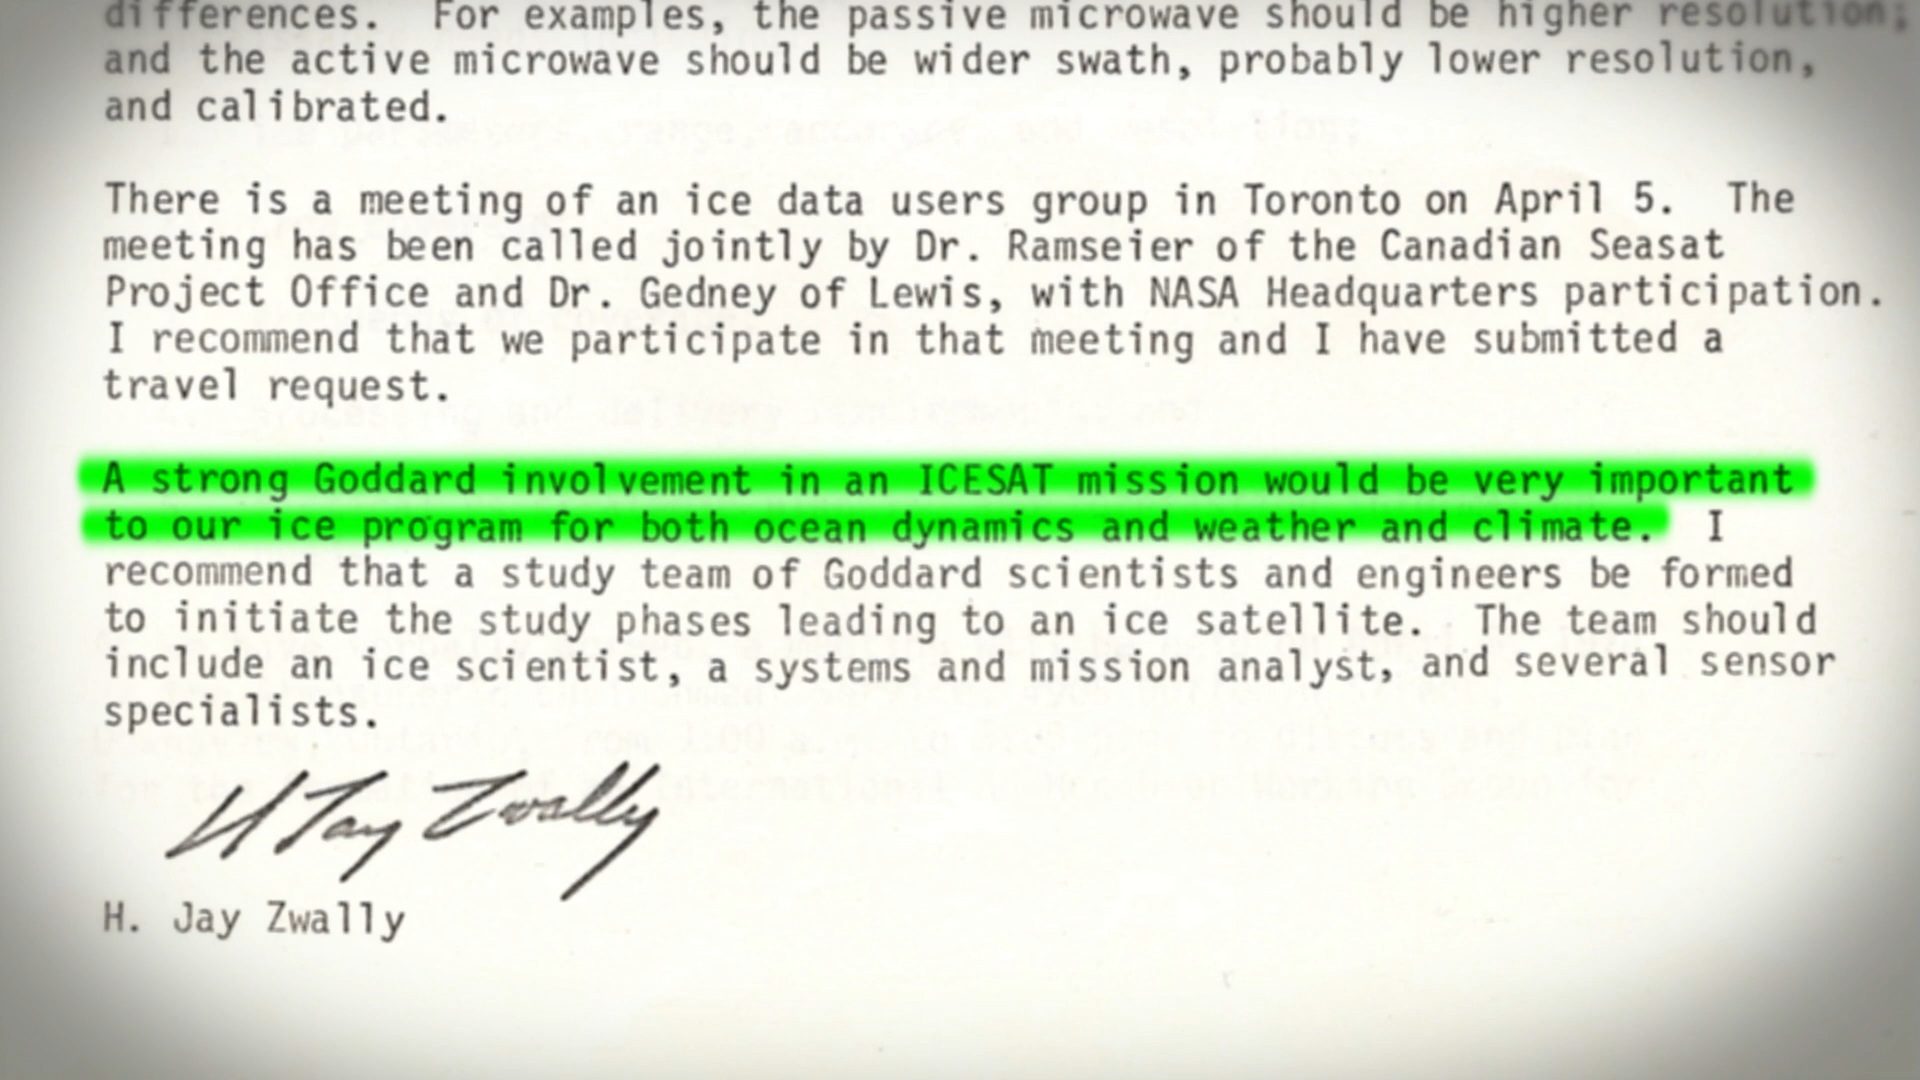 differences.  For examples, the passive microwave should be higher resolution;
and the active microwave should be wider swath, probably lower resolution,
and calibrated.
There is a meeting of an ice data users group in Toronto on April 5.  The
meeting has been called jointly by Dr. Ramseier of the Canadian Seasat
Project Office and Dr. Gedney of Lewis, with NASA Headquarters participation.
I recommend that we participate in that meeting and I have submitted a
travel request.
A strong Goddard involvement in an ICESAT mission would be very important
to our ice program for both ocean dynamics and weather and climate.  I
recommend that a study team of Goddard scientists and engineers be formed
to initiate the study phases leading to an ice satellite.  The team should
include an ice scientist, a systems and mission analyst, and several sensor
specialists.
H Jay Zwally
H. Jay Zwally